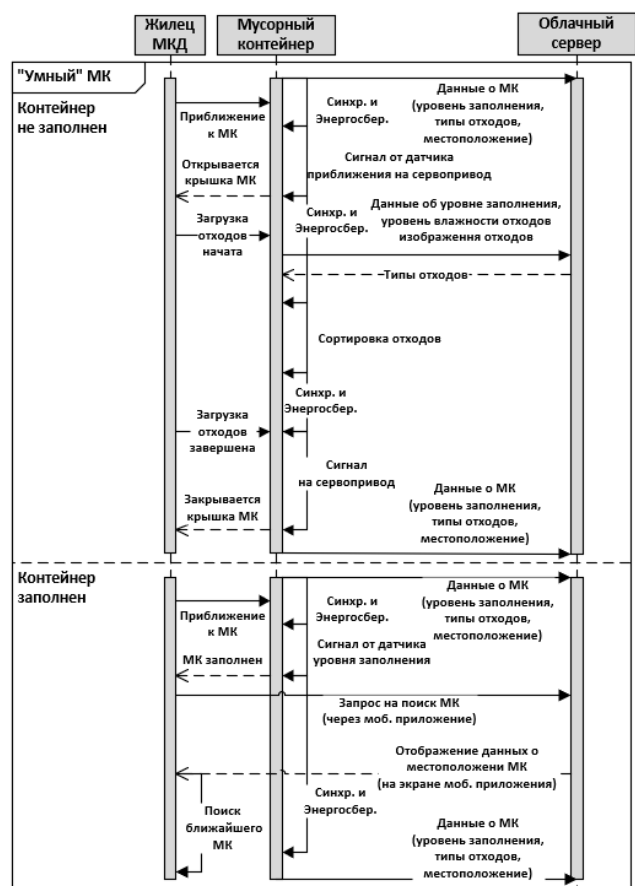 Жилец
МКД
Мусорный
контейнер
Облачный
сервер
"Умный" МК
Контейнер
не заполнен
Данные о МК
(уровень заполнения,
типы отходов,
местоположение)
Синхр. и
Энергосбер.
Приближение
к МК
Сигнал от датчика
приближения на сервопривод
Открывается
крышка МК
Данные об уровне заполнения,
уровень влажности отходов
изображения отходов
Синхр. и
Энергосбер.
Загрузка
отходов
начата
Типы отходов
Сортировка отходов
Синхр. и
Энергосбер.
Загрузка
отходов
завершена
Сигнал
на сервопривод
Закрывается
крышка МК
Данные о МК
(уровень заполнения,
типы отходов,
местоположение)
Контейнер
заполнен
Данные о МК
(уровень заполнения,
типы отходов,
местоположение)
Синхр. и
Энергосбер.
Приближение
к МК
Сигнал от датчика
уровня заполнения
МК заполнен
Запрос на поиск МК
(через моб. приложение)
Отображение данных о
местоположени МК
(на экране моб. приложения)
Синхр. и
Энергосбер.
Поиск
ближайшего
МК
Данные о МК
(уровень заполнения,
типы отходов,
местоположение)